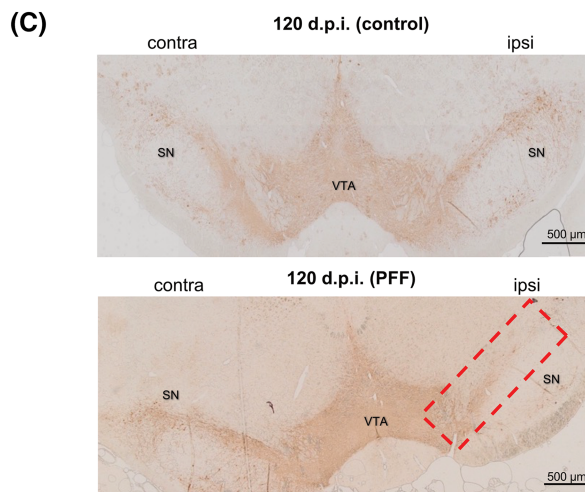 (C)
120 d.p.i. (control)
contra ipsi
SN SN
VTA
500 µm
120 d.p.i. (PFF)
contra ipsi
SN
SN
VTA
500 µm